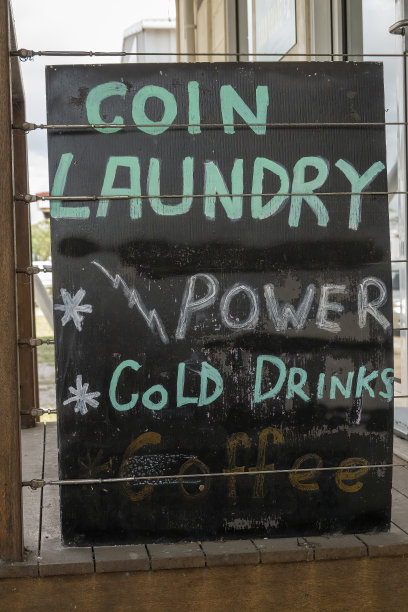 COIN
LAUNDRY
* POWER
* COLD DRINKS
* Coffee